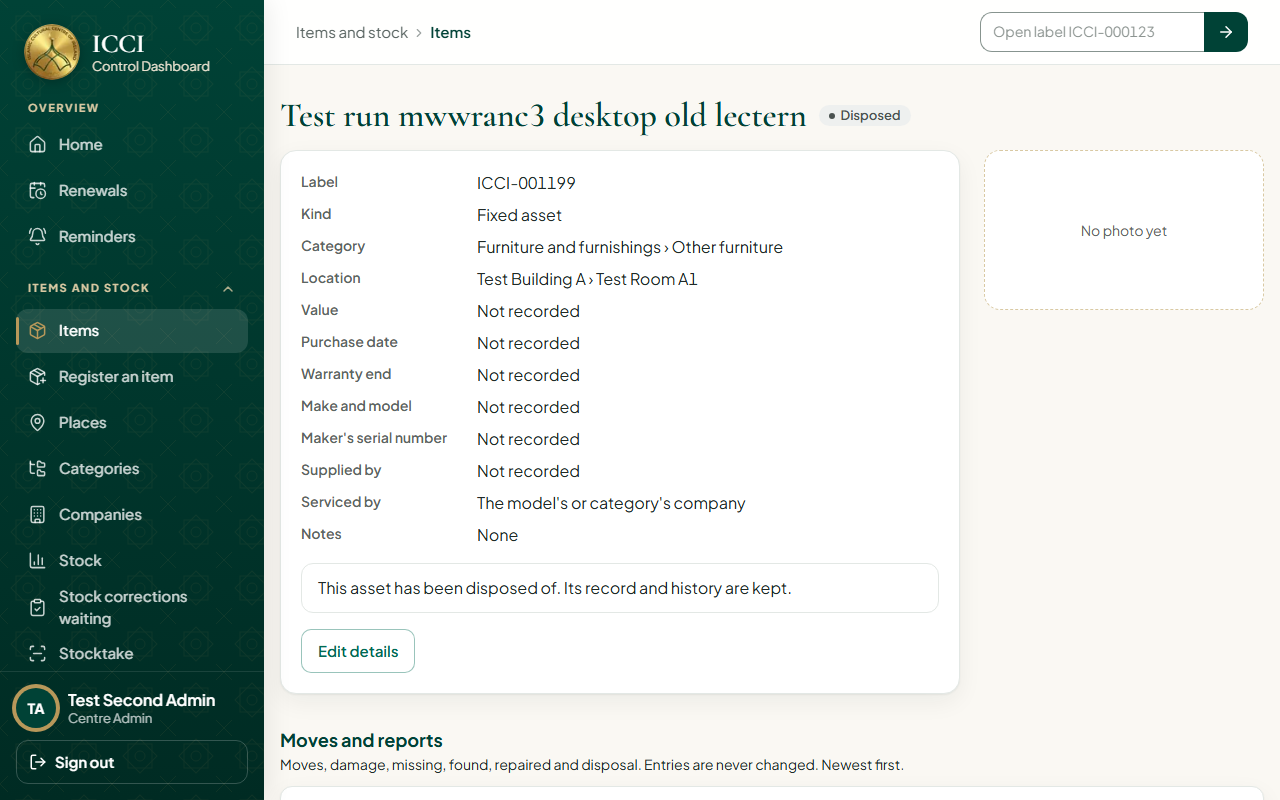 ICCI
Control Dashboard
OVERVIEW
Home
Renewals
Reminders
ITEMS AND STOCK
Items
Register an item
Places
Categories
Companies
Stock
Stock corrections
waiting
Stocktake
TA
Test Second Admin
Centre Admin
Sign out
Items and stock › Items
Open label ICCI-000123
Test run mwwranc3 desktop old lectern
Disposed
Label ICCI-001199
Kind Fixed asset
Category Furniture and furnishings › Other furniture
Location Test Building A › Test Room A1
Value Not recorded
Purchase date Not recorded
Warranty end Not recorded
Make and model Not recorded
Maker's serial number Not recorded
Supplied by Not recorded
Serviced by The model's or category's company
Notes None
This asset has been disposed of. Its record and history are kept.
Edit details
No photo yet
Moves and reports
Moves, damage, missing, found, repaired and disposal. Entries are never changed. Newest first.